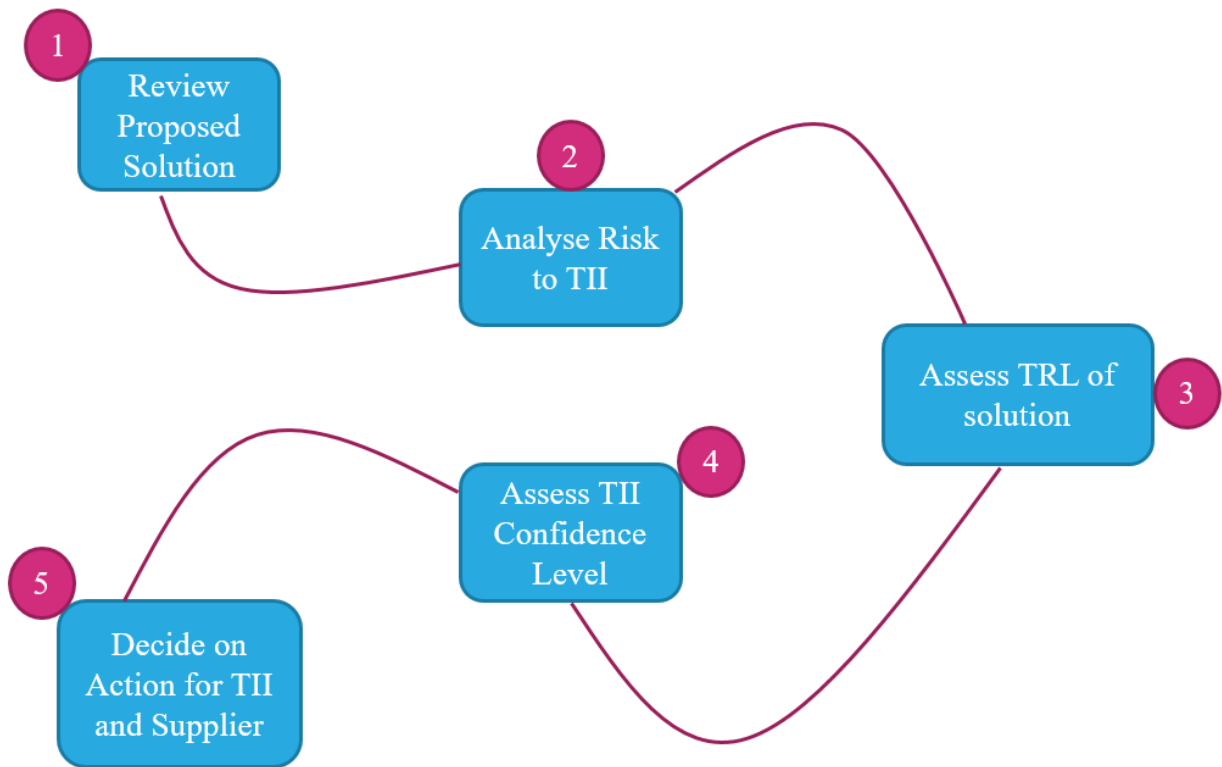 1
Review
Proposed
Solution
2
Analyse Risk
to TII
Assess TRL of
solution
3
4
Assess TII
Confidence
Level
5
Decide on
Action for TII
and Supplier